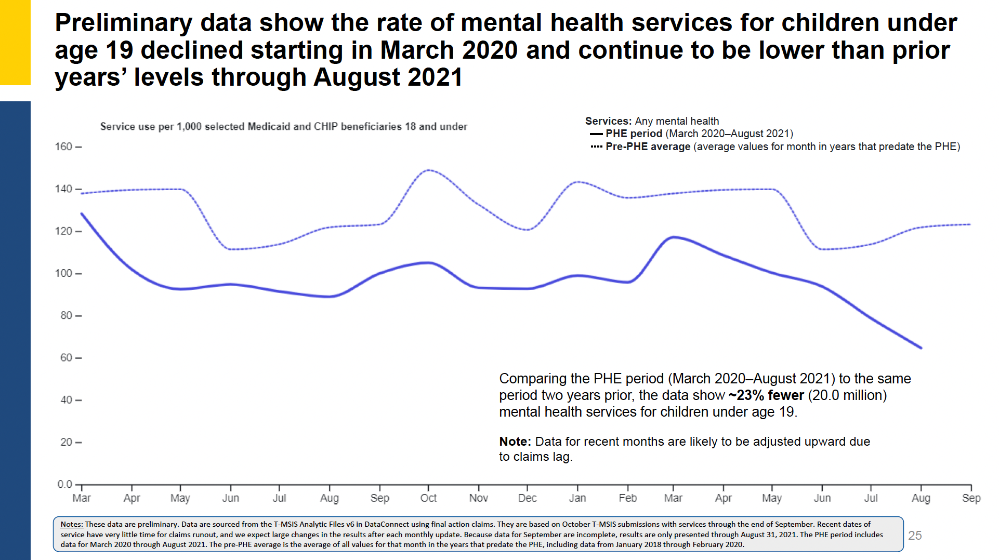 Preliminary data show the rate of mental health services for children under
age 19 declined starting in March 2020 and continue to be lower than prior
years’ levels through August 2021
Service use per 1,000 selected Medicaid and CHIP beneficiaries 18 and under
Services: Any mental health
PHE period (March 2020–August 2021)
Pre-PHE average (average values for month in years that predate the PHE)
160
140
120
100
80
60
40
20
0.0
Mar Apr May Jun Jul Aug Sep Oct Nov Dec Jan Feb Mar Apr May Jun Jul Aug Sep
Comparing the PHE period (March 2020–August 2021) to the same
period two years prior, the data show ~23% fewer (20.0 million)
mental health services for children under age 19.
Note: Data for recent months are likely to be adjusted upward due
to claims lag.
Notes: These data are preliminary. Data are sourced from the T-MSIS Analytic Files v6 in DataConnect using final action claims. They are based on October T-MSIS submissions with services through the end of September. Recent dates of
service have very little time for claims runout, and we expect large changes in the results after each monthly update. Because data for September are incomplete, results are only presented through August 31, 2021. The PHE period includes
data for March 2020 through August 2021. The pre-PHE average is the average of all values for that month in the years that predate the PHE, including data from January 2018 through February 2020.
25